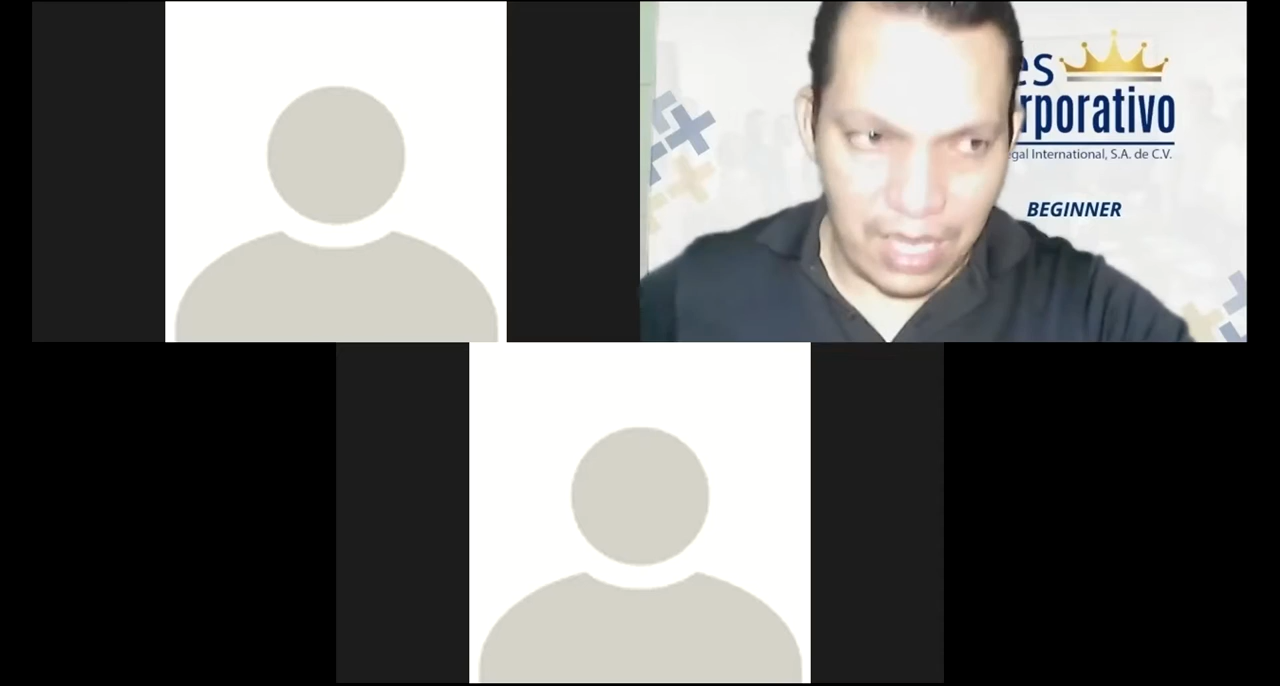 es
rporativo
gal International, S.A. de C.V.
BEGINNER